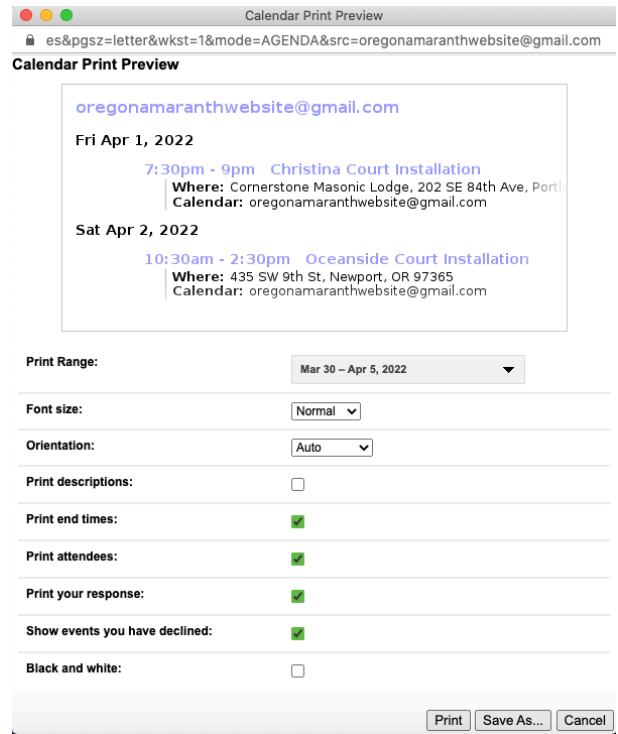 Calendar Print Preview
es&pgsz=letter&wkst=1&mode=AGENDA&src=oregonamaranthwebsite@gmail.com
Calendar Print Preview
oregonamaranthwebsite@gmail.com
Fri Apr 1, 2022
7:30pm - 9pm Christina Court Installation
Where: Cornerstone Masonic Lodge, 202 SE 84th Ave, Portl
Calendar: oregonamaranthwebsite@gmail.com
Sat Apr 2, 2022
10:30am - 2:30pm Oceanside Court Installation
Where: 435 SW 9th St, Newport, OR 97365
Calendar: oregonamaranthwebsite@gmail.com
Print Range: Mar 30 – Apr 5, 2022
Font size: Normal
Orientation: Auto
Print descriptions:
Print end times:
Print attendees:
Print your response:
Show events you have declined:
Black and white:
Print Save As... Cancel